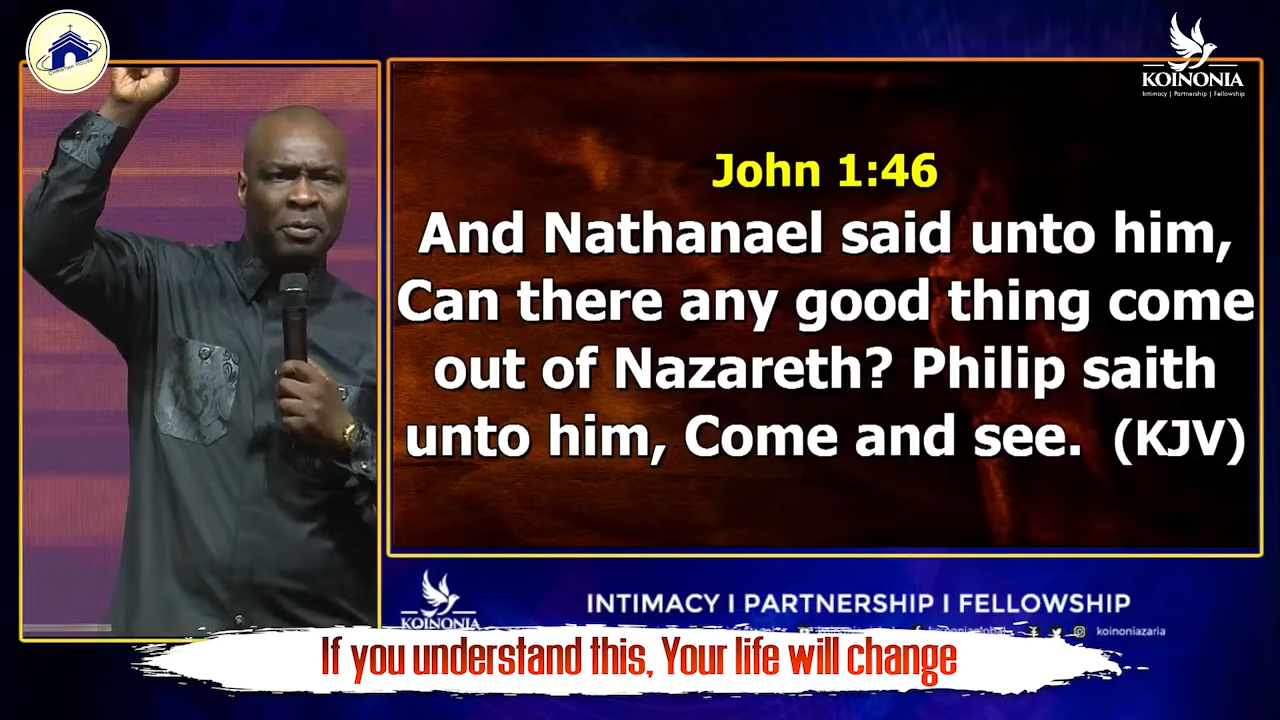 CHRISTIAN HOUSE
KOINONIA
Intimacy | Partnership | Fellowship
John 1:46
And Nathanael said unto him,
Can there any good thing come
out of Nazareth? Philip saith
unto him, Come and see. (KJV)
KOINONIA
INTIMACY I PARTNERSHIP I FELLOWSHIP
koinoniazaria
If you understand this, Your life will change